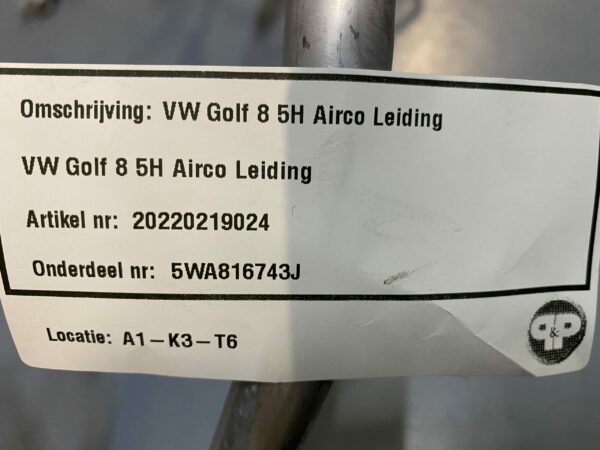 Omschrijving: VW Golf 8 5H Airco Leiding
VW Golf 8 5H Airco Leiding
Artikel nr: 20220219024
Onderdeel nr: 5WA816743J
Locatie: A1-K3-T6
P&P